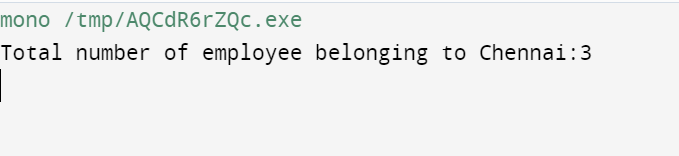 mono /tmp/AQCdR6rZQc.exe
Total number of employee belonging to Chennai:3